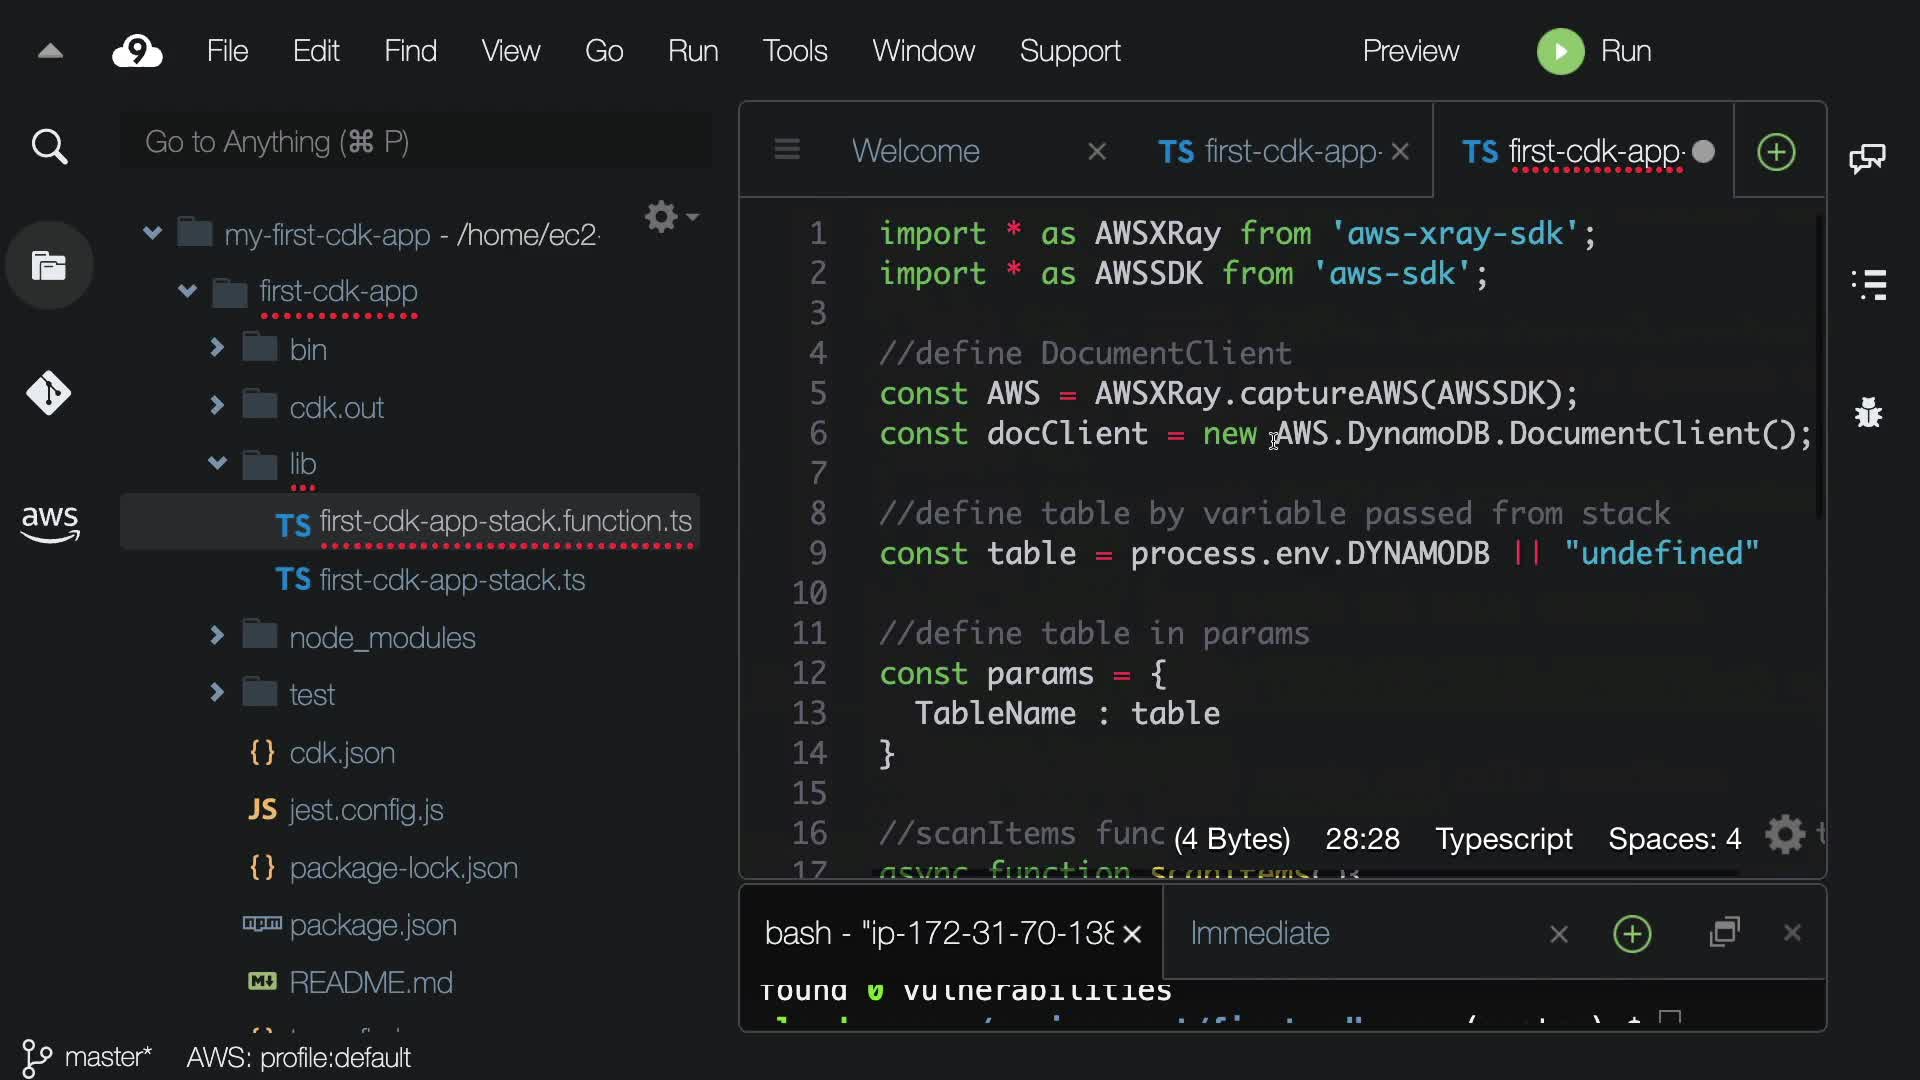 9 File Edit Find View Go Run Tools Window Support Preview Run
Go to Anything (⌘ P)
my-first-cdk-app - /home/ec2-
first-cdk-app
bin
cdk.out
lib
TS first-cdk-app-stack.function.ts
TS first-cdk-app-stack.ts
node_modules
test
{} cdk.json
JS jest.config.js
{} package-lock.json
package.json
README.md
aws
Welcome × TS first-cdk-app- × TS first-cdk-app-
1 import * as AWSXRay from 'aws-xray-sdk';
2 import * as AWSSDK from 'aws-sdk';
3
4 //define DocumentClient
5 const AWS = AWSXRay.captureAWS(AWSSDK);
6 const docClient = new AWS.DynamoDB.DocumentClient();
7
8 //define table by variable passed from stack
9 const table = process.env.DYNAMODB || "undefined"
10
11 //define table in params
12 const params = {
13 TableName : table
14 }
15
16 //scanItems func
17 async function scanItems(){
(4 Bytes) 28:28 Typescript Spaces: 4
bash - "ip-172-31-70-138 × Immediate ×
found 0 vulnerabilities
master* AWS: profile:default